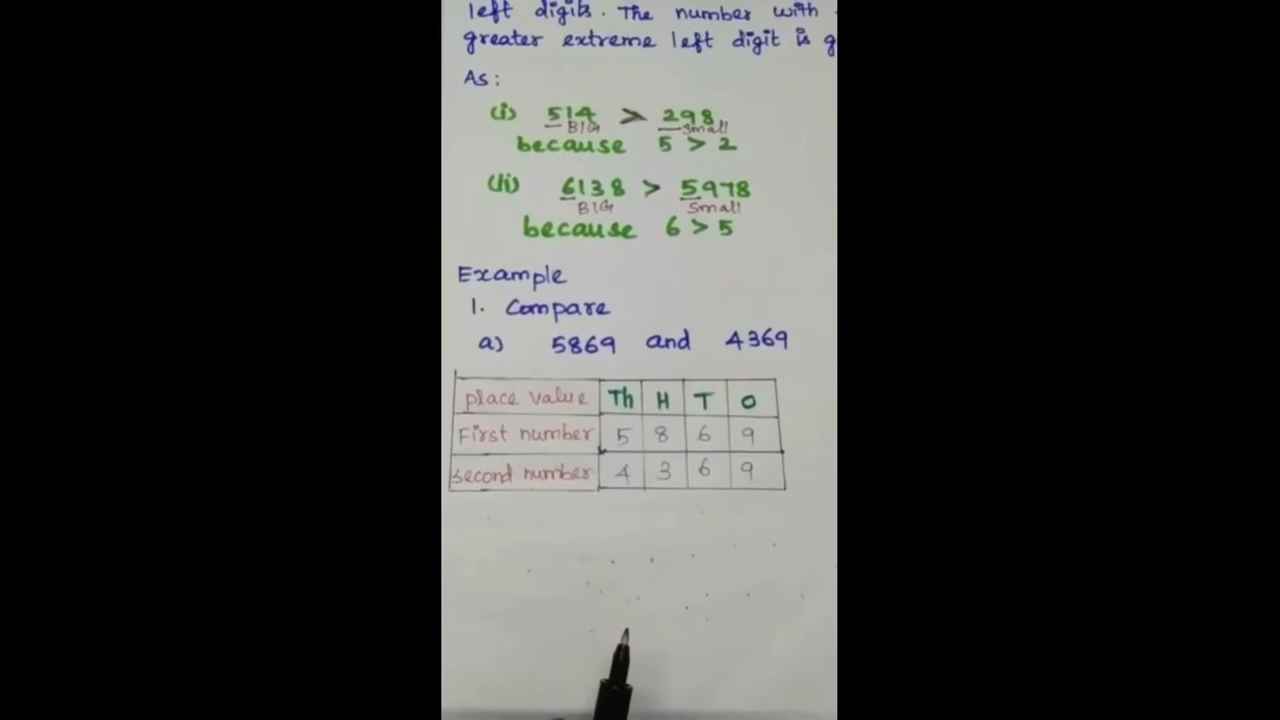 left digits. The number with
greater extreme left digit is
As:
(i) 514 > 298
BIG Small
because 5 > 2
(ii) 6138 > 5978
BIG Small
because 6 > 5
Example
1. Compare
a) 5869 and 4369
place value Th H T O
First number 5 8 6 9
second number 4 3 6 9